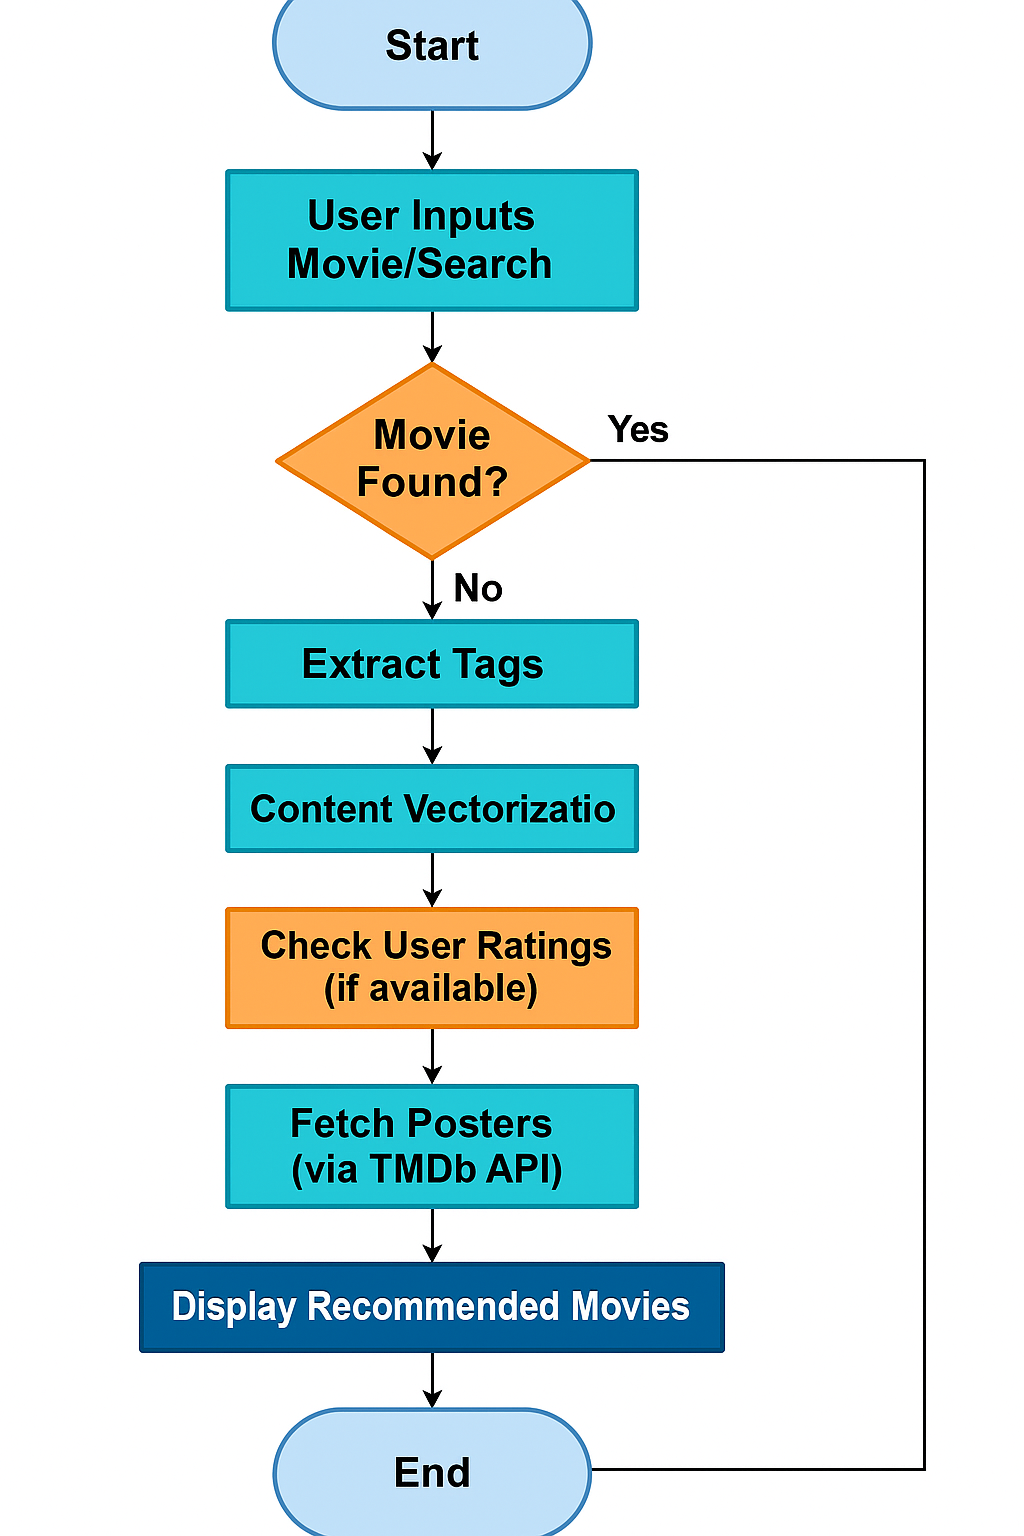 Start
User Inputs
Movie/Search
Movie
Found?
Yes
No
Extract Tags
Content Vectorizatio
Check User Ratings
(if available)
Fetch Posters
(via TMDb API)
Display Recommended Movies
End